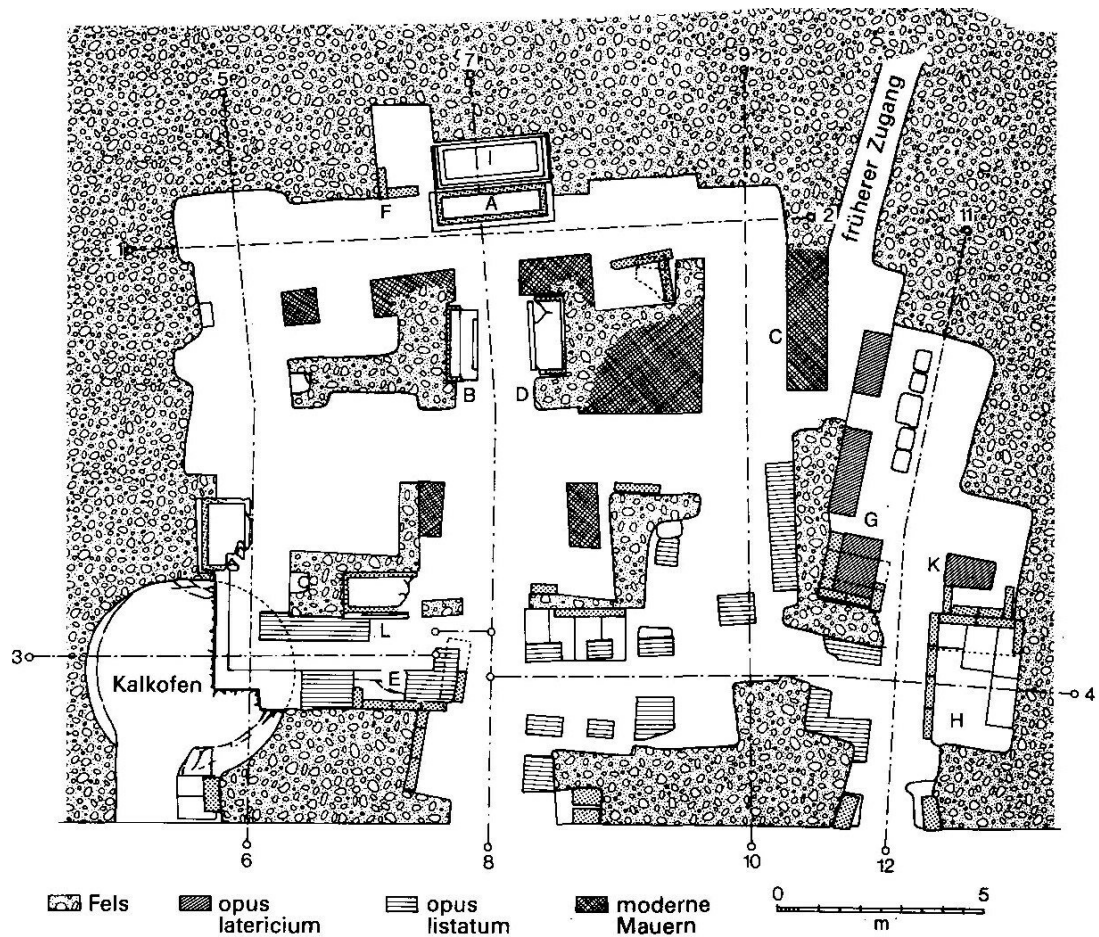 5
7
9
früherer Zugang
I
A
F
1
2
11
C
B
D
G
K
L
3
E
Kalkofen
H
4
6
8
10
12
Fels
opus
latericium
opus
listatum
moderne
Mauern
0
5
m